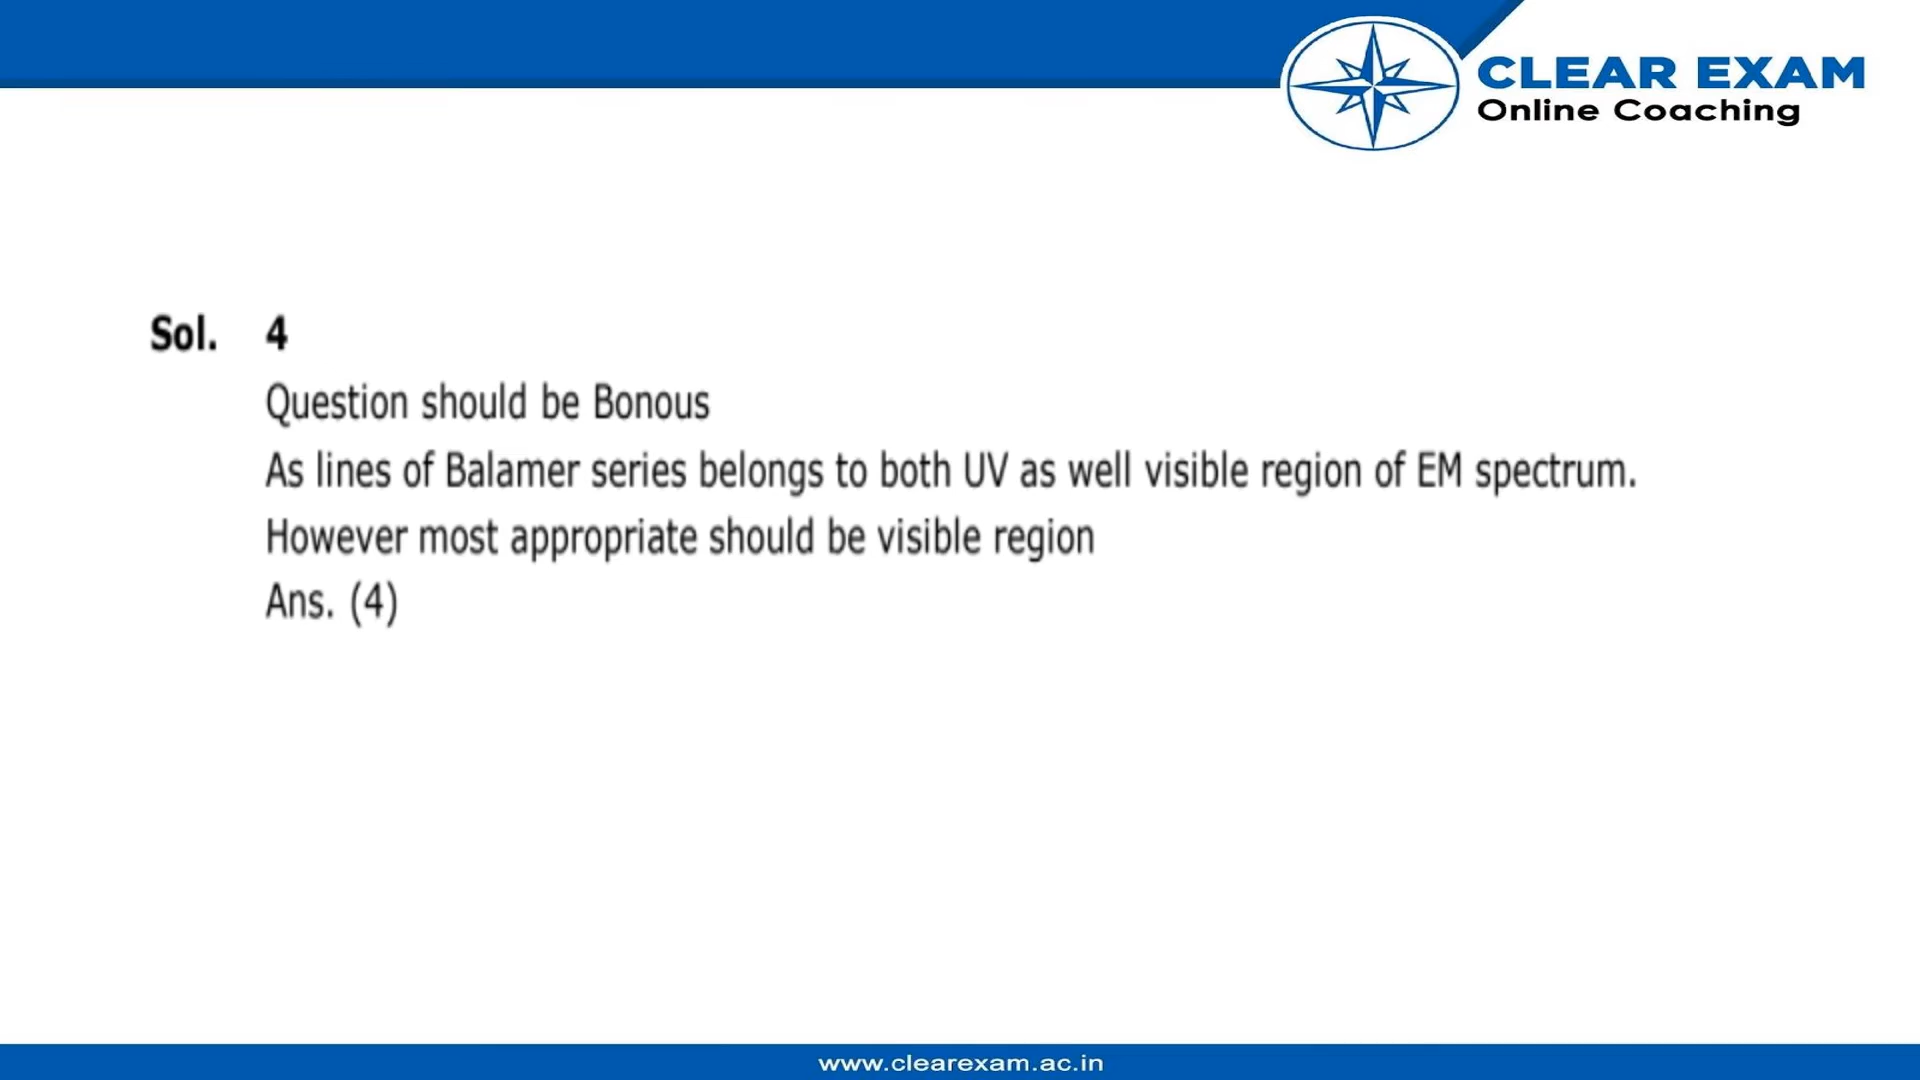 CLEAR EXAM
Online Coaching
Sol. 4
Question should be Bonous
As lines of Balamer series belongs to both UV as well visible region of EM spectrum.
However most appropriate should be visible region
Ans. (4)
www.clearexam.ac.in